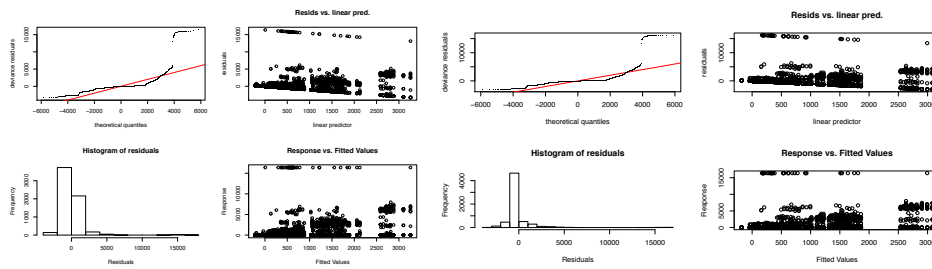 Resids vs. linear pred.
deviance residuals
0 5000 15000
−6000 −4000 −2000 0 2000 4000 6000
theoretical quantiles
residuals
0 5000 15000
0 500 1000 1500 2000 2500 3000
linear predictor
Histogram of residuals
Frequency
0 1000 3000
0 5000 10000 15000
Residuals
Response vs. Fitted Values
Response
0 5000 15000
0 500 1000 1500 2000 2500 3000
Fitted Values
Resids vs. linear pred.
deviance residuals
0 5000 10000
−6000 −4000 −2000 0 2000 4000 6000
theoretical quantiles
residuals
0 5000 10000
0 500 1000 1500 2000 2500 3000
linear predictor
Histogram of residuals
Frequency
0 1000 2000 3000 4000
0 5000 10000 15000
Residuals
Response vs. Fitted Values
Response
0 5000 10000 15000
0 500 1000 1500 2000 2500 3000
Fitted Values